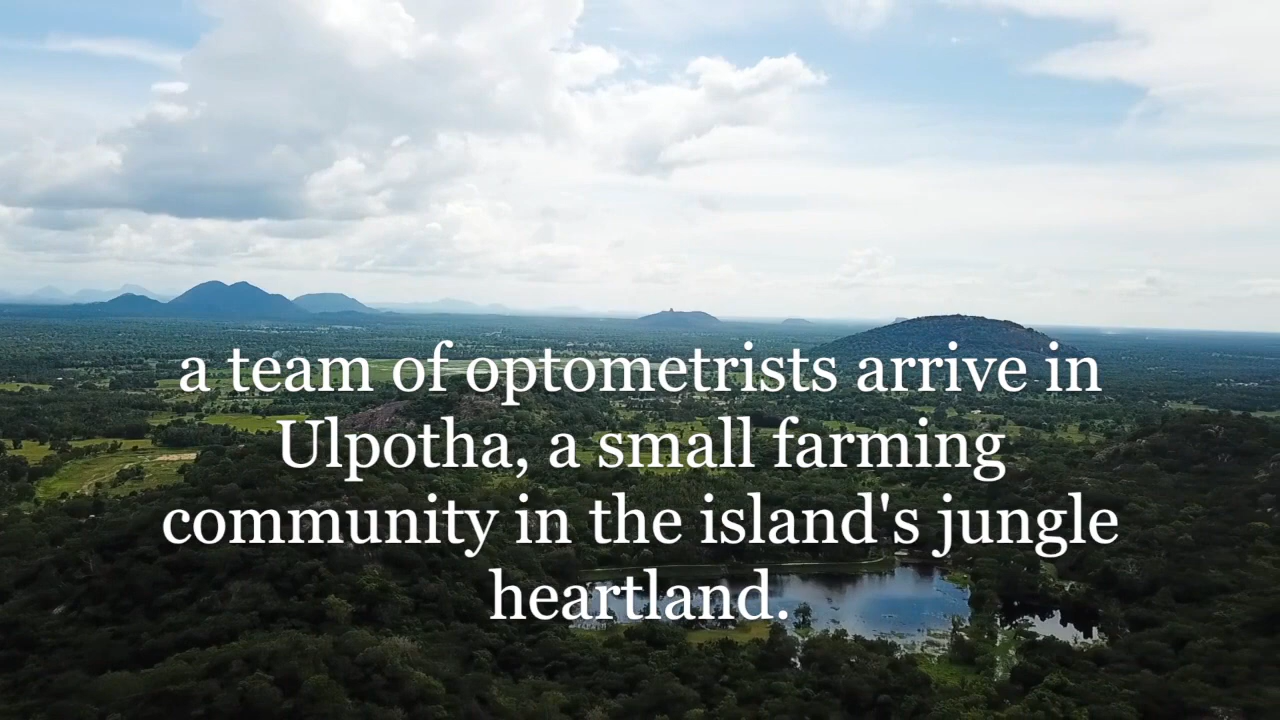 a team of optometrists arrive in
Ulpotha, a small farming
community in the island's jungle
heartland.